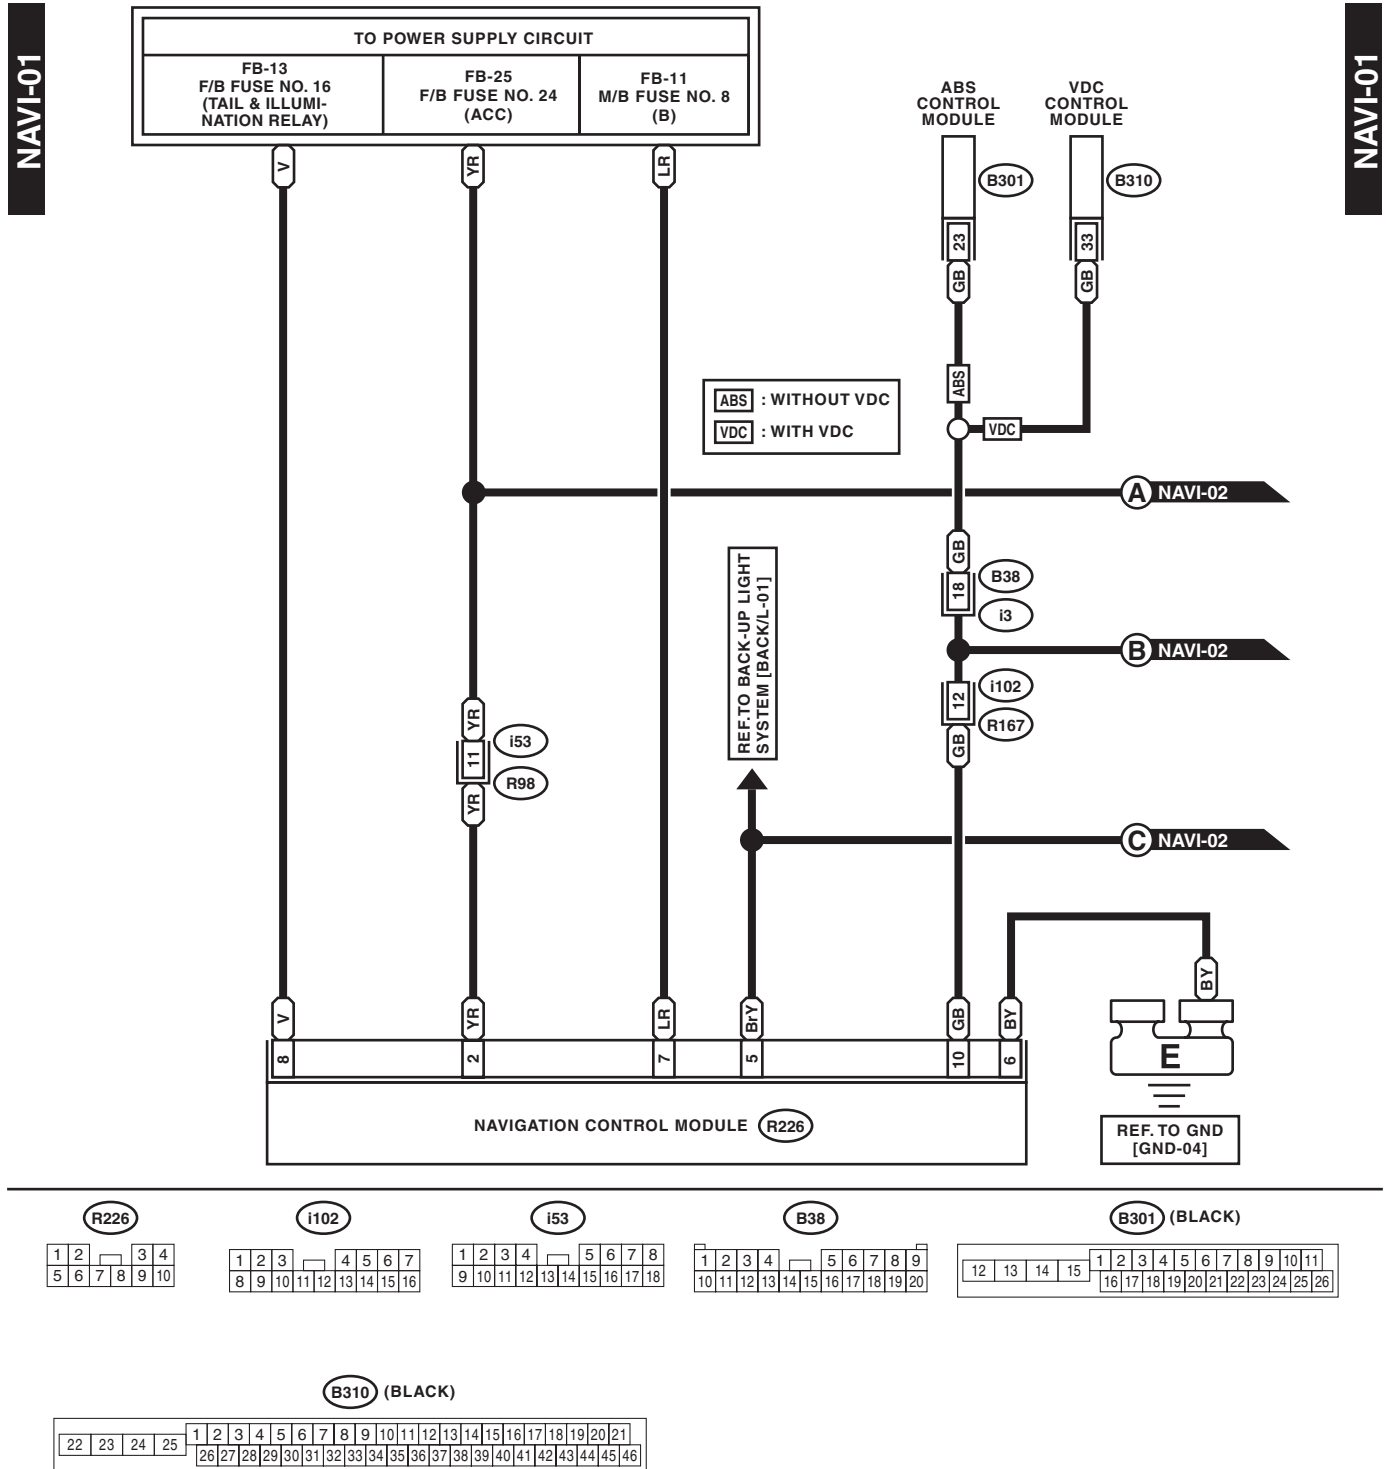 NAVI-01
NAVI-01
TO POWER SUPPLY CIRCUIT
FB-13
F/B FUSE NO. 16
(TAIL & ILLUMI-
NATION RELAY)
FB-25
F/B FUSE NO. 24
(ACC)
FB-11
M/B FUSE NO. 8
(B)
ABS
CONTROL
MODULE
VDC
CONTROL
MODULE
V
YR
LR
B301
B310
23
33
GB
GB
ABS
ABS : WITHOUT VDC
VDC : WITH VDC
VDC
A NAVI-02
GB
18
B38
i3
REF.TO BACK-UP LIGHT
SYSTEM [BACK/L-01]
B NAVI-02
12
i102
R167
GB
YR
11
i53
R98
YR
C NAVI-02
BY
V
YR
LR
BrY
GB
BY
8
2
7
5
10
6
E
NAVIGATION CONTROL MODULE R226
REF. TO GND
[GND-04]
R226
1 2 3 4
5 6 7 8 9 10
i102
1 2 3 4 5 6 7
8 9 10 11 12 13 14 15 16
i53
1 2 3 4 5 6 7 8
9 10 11 12 13 14 15 16 17 18
B38
1 2 3 4 5 6 7 8 9
10 11 12 13 14 15 16 17 18 19 20
B301 (BLACK)
12 13 14 15
1 2 3 4 5 6 7 8 9 10 11
16 17 18 19 20 21 22 23 24 25 26
B310 (BLACK)
22 23 24 25
1 2 3 4 5 6 7 8 9 10 11 12 13 14 15 16 17 18 19 20 21
26 27 28 29 30 31 32 33 34 35 36 37 38 39 40 41 42 43 44 45 46